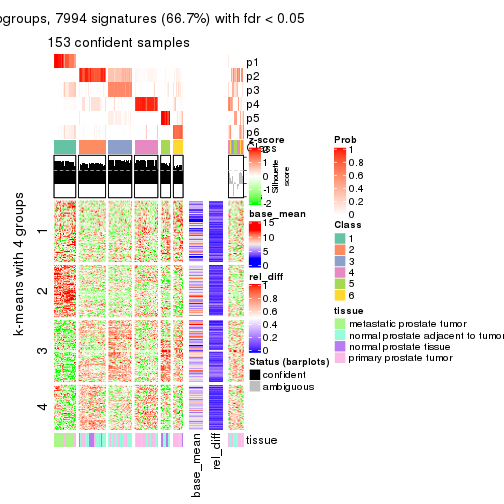 ogroups, 7994 signatures (66.7%) with fdr < 0.05
153 confident samples
p1
p2
p3
p4
p5
p6
Class
Silhouette score
k-means with 4 groups
1
2
3
4
base_mean
rel_diff
tissue
z-score
1
0
-1
-2
base_mean
15
10
5
0
rel_diff
1
0.8
0.6
0.4
0.2
0
Status (barplots)
confident
ambiguous
Prob
1
0.8
0.6
0.4
0.2
0
Class
1
2
3
4
5
6
tissue
metastatic prostate tumor
normal prostate adjacent to tumor
normal prostate tissue
primary prostate tumor